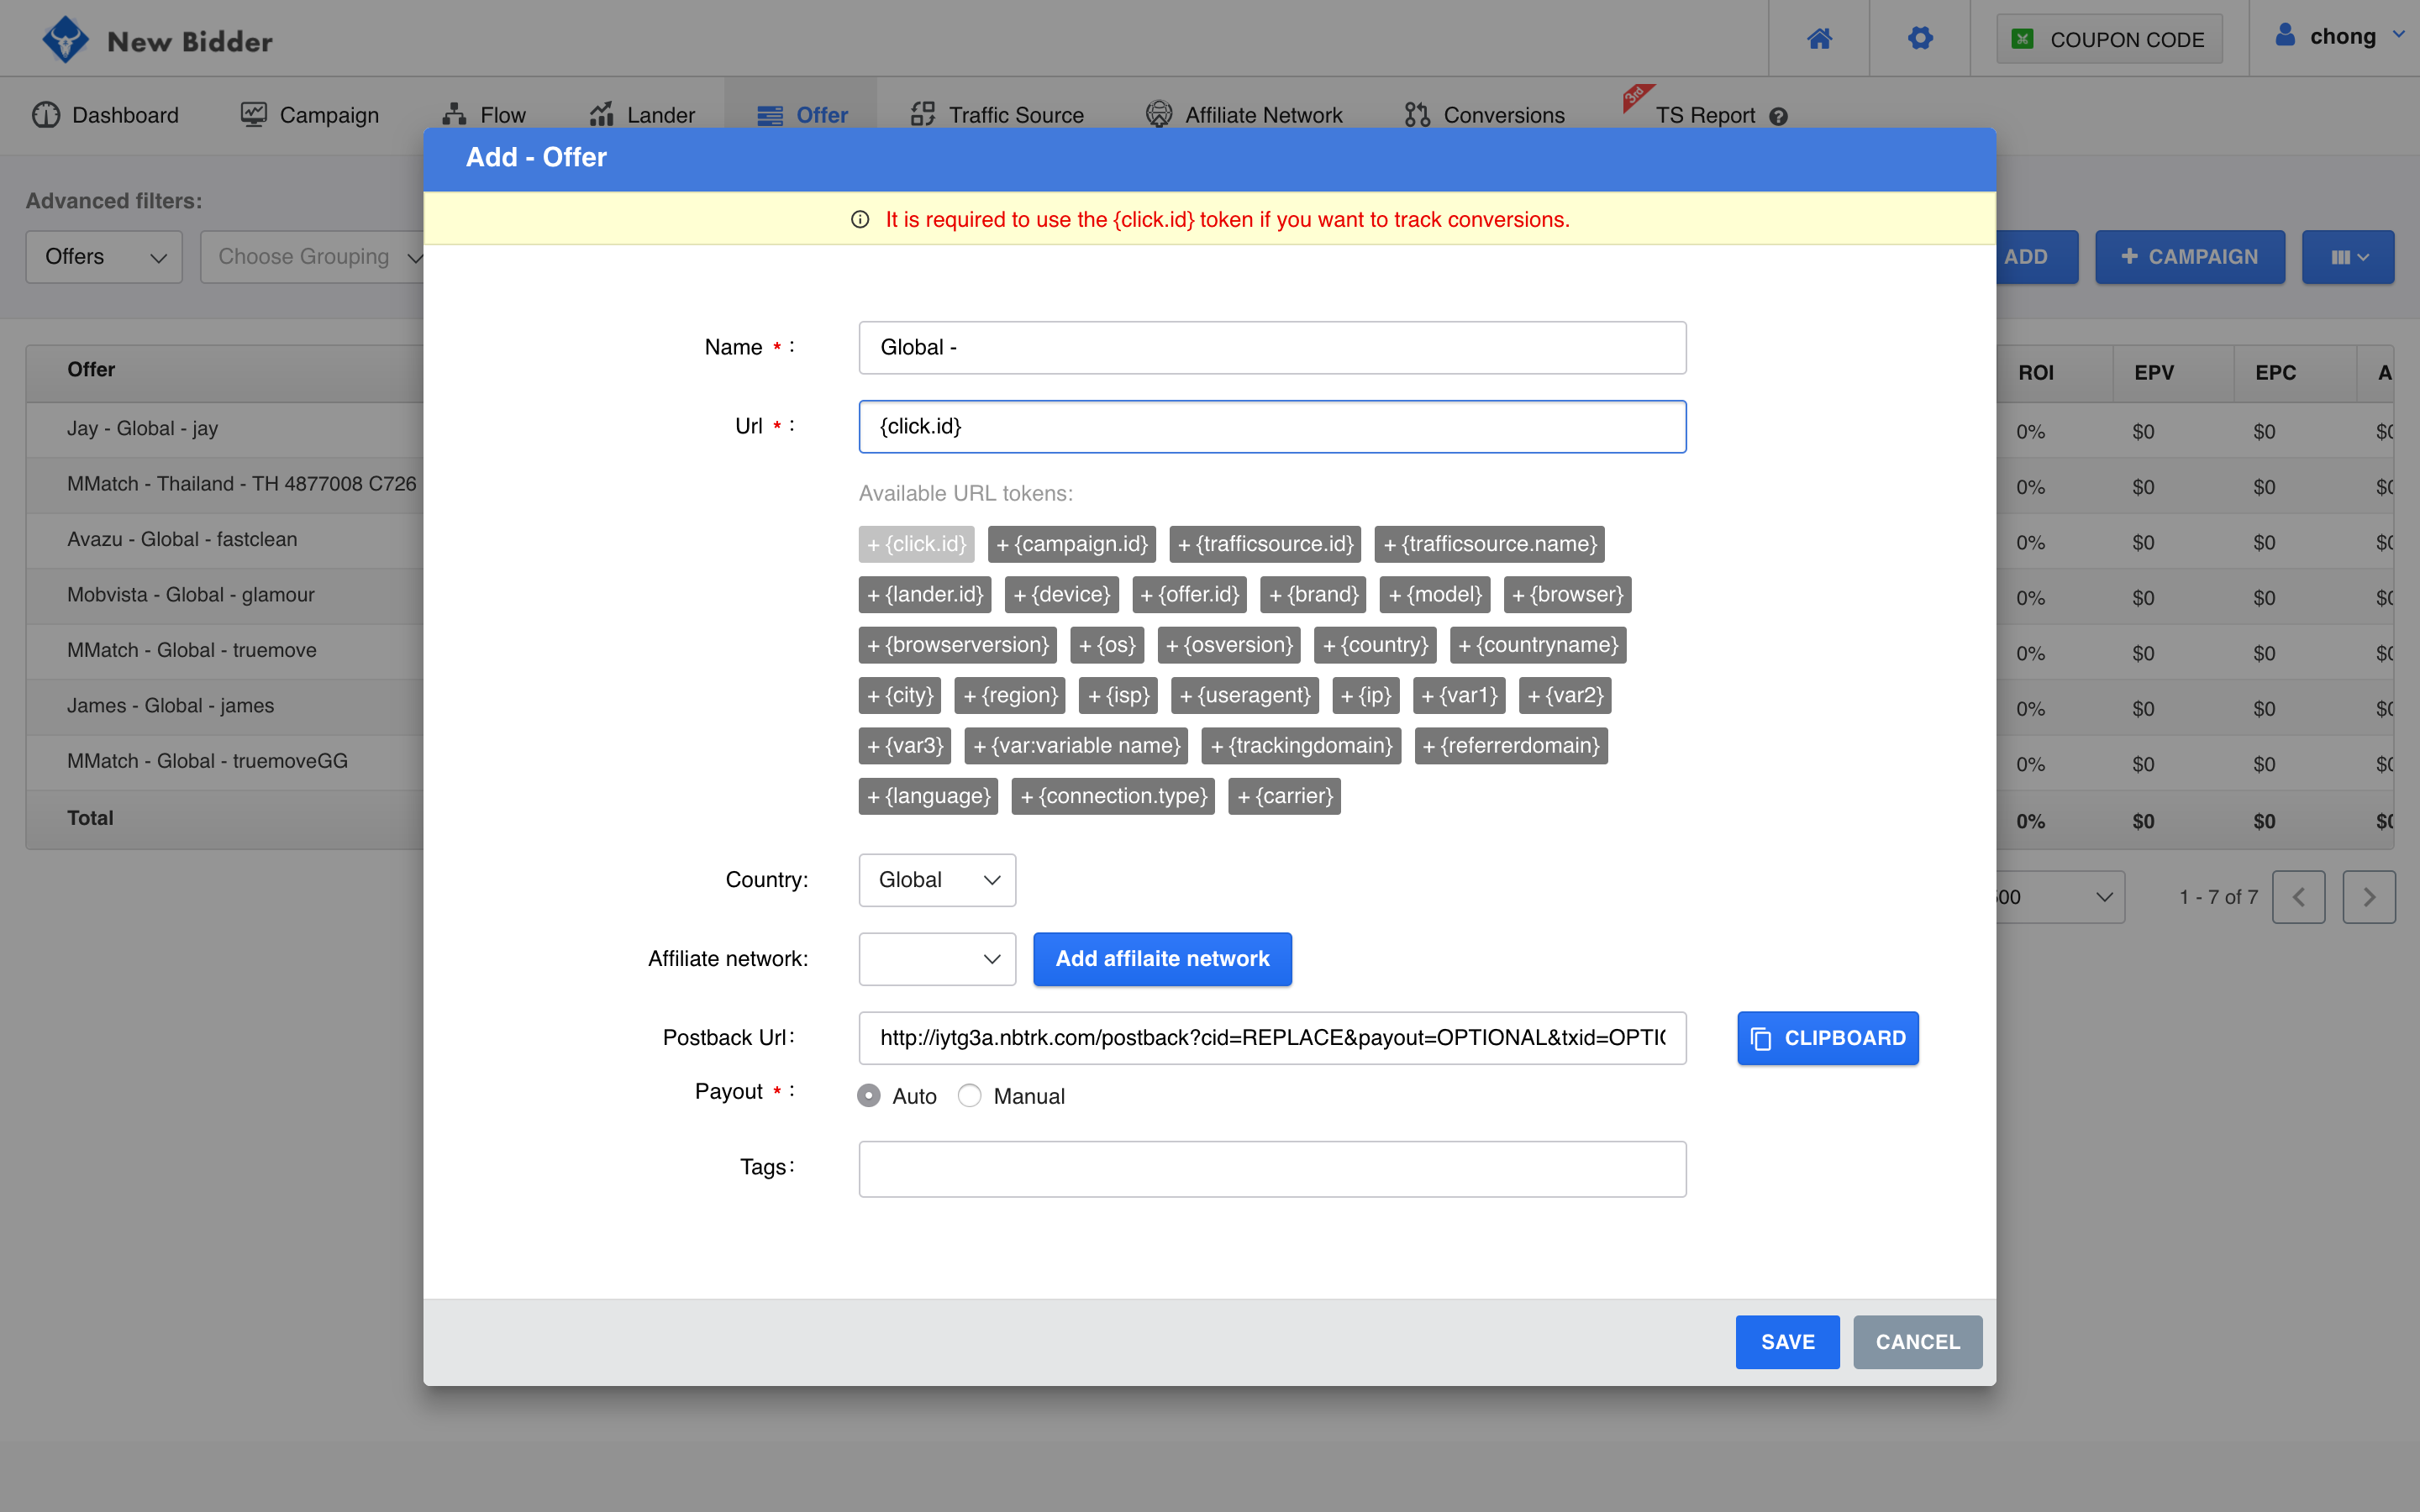 New Bidder
COUPON CODE
chong
Dashboard
Campaign
Flow
Lander
Offer
Traffic Source
Affiliate Network
Conversions
3rd
TS Report
Add - Offer
It is required to use the {click.id} token if you want to track conversions.
Advanced filters:
Offers
Choose Grouping
ADD
+ CAMPAIGN
Name * :
Global -
Url * :
{click.id}
Available URL tokens:
+ {click.id} + {campaign.id} + {trafficsource.id} + {trafficsource.name}
+ {lander.id} + {device} + {offer.id} + {brand} + {model} + {browser}
+ {browserversion} + {os} + {osversion} + {country} + {countryname}
+ {city} + {region} + {isp} + {useragent} + {ip} + {var1} + {var2}
+ {var3} + {var:variable name} + {trackingdomain} + {referrerdomain}
+ {language} + {connection.type} + {carrier}
Country:
Global
Affiliate network:
Add affilaite network
Postback Url:
http://iytg3a.nbtrk.com/postback?cid=REPLACE&payout=OPTIONAL&txid=OPTIO
CLIPBOARD
Payout * :
Auto
Manual
Tags:
SAVE
CANCEL
Offer
ROI EPV EPC A
Jay - Global - jay
0% $0 $0 $0
MMatch - Thailand - TH 4877008 C726
0% $0 $0 $0
Avazu - Global - fastclean
0% $0 $0 $0
Mobvista - Global - glamour
0% $0 $0 $0
MMatch - Global - truemove
0% $0 $0 $0
James - Global - james
0% $0 $0 $0
MMatch - Global - truemoveGG
0% $0 $0 $0
Total
0% $0 $0 $0
1 - 7 of 7